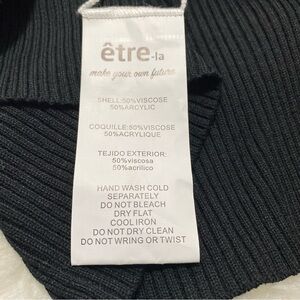 être-la
make your own future
SHELL:50%VISCOSE
50%ARCYLIC
COQUILLE:50%VISCOSE
50%ACRYLIQUE
TEJIDO EXTERIOR:
50%viscosa
50%acrílico
HAND WASH COLD
SEPARATELY
DO NOT BLEACH
DRY FLAT
COOL IRON
DO NOT DRY CLEAN
DO NOT WRING OR TWIST